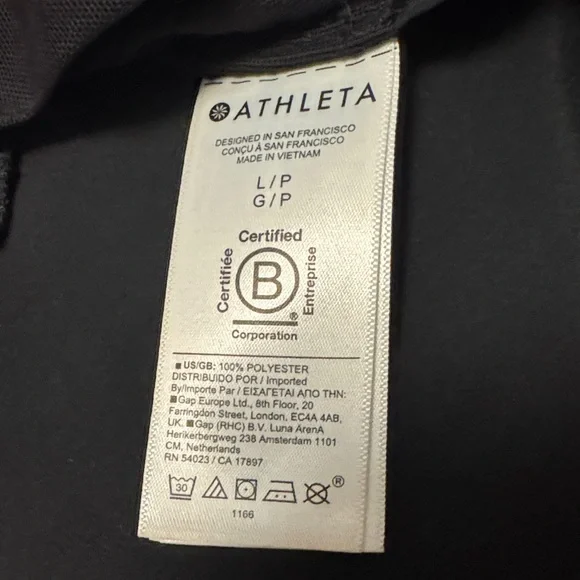 ATHLETA
DESIGNED IN SAN FRANCISCO
CONÇU À SAN FRANCISCO
MADE IN VIETNAM
L/P
G/P
Certified
Certifiée
B
Entreprise
®
Corporation
■ US/GB: 100% POLYESTER
DISTRIBUÍDO POR / Imported
By/Importe Par / ΕΙΣΑΓΕΤΑΙ ΑΠΟ ΤΗΝ:
■Gap Europe Ltd., 8th Floor, 20
Farringdon Street, London, EC4A 4AB,
UK. ■Gap (RHC) B.V. Luna ArenA
Herikerbergweg 238 Amsterdam 1101
CM, Netherlands
RN 54023 / CA 17897
30
®
1166